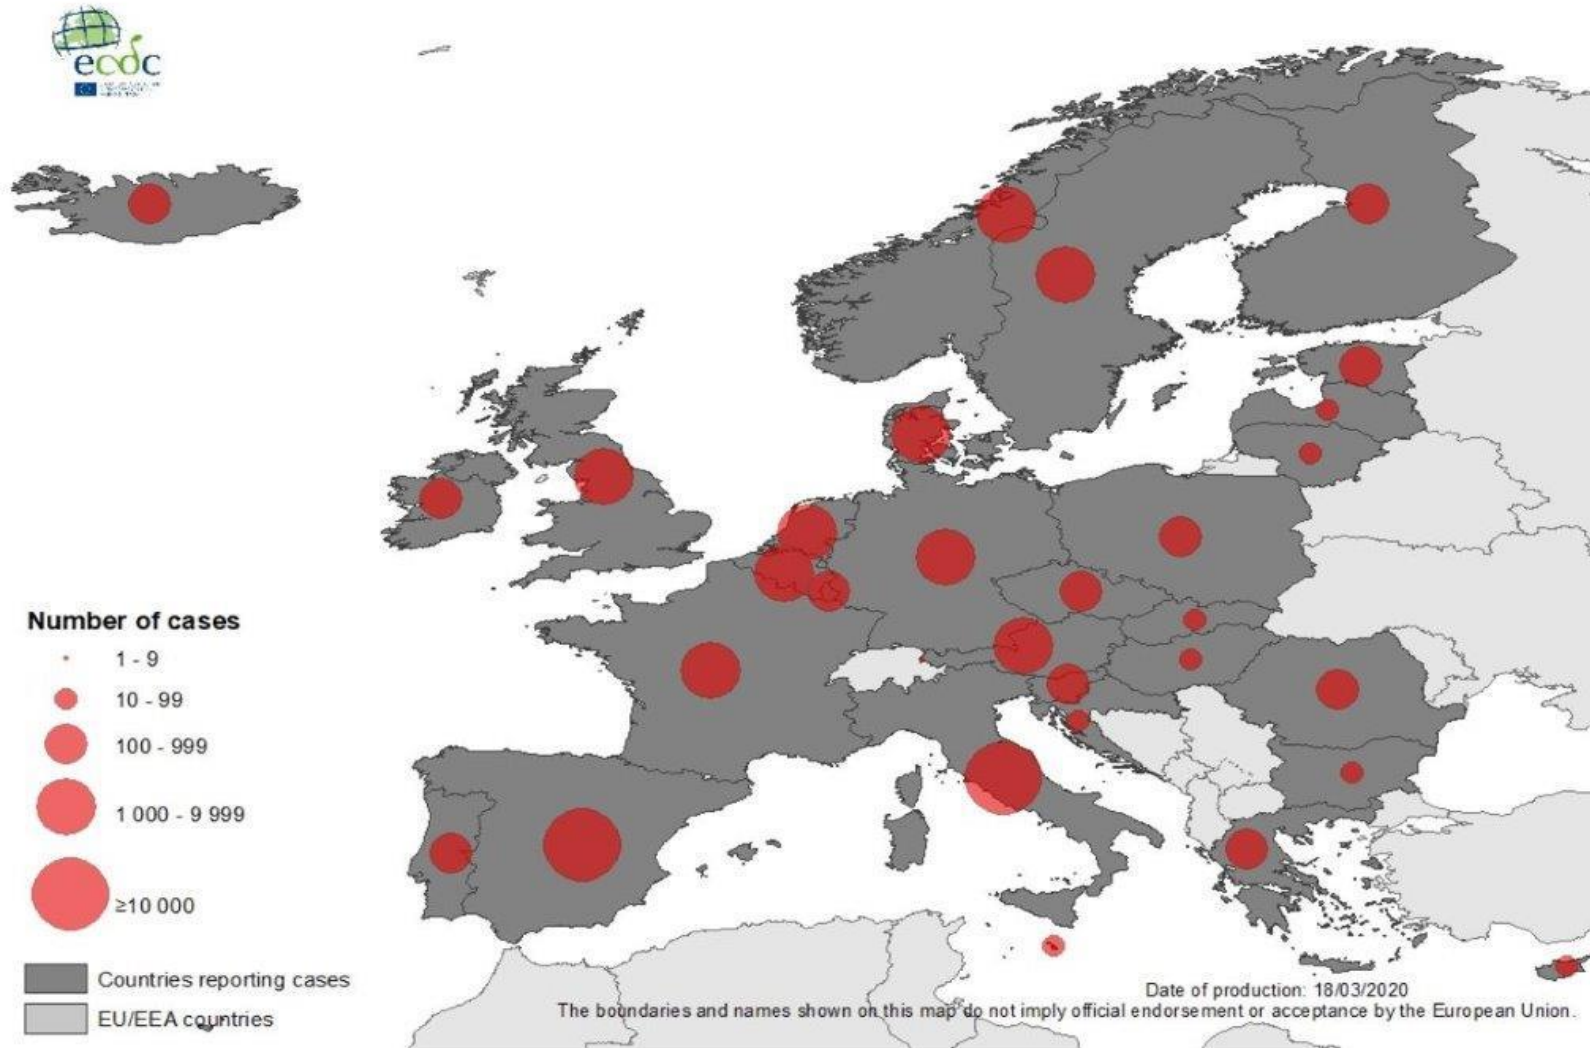 ecdc
Number of cases
1 - 9
10 - 99
100 - 999
1 000 - 9 999
≥10 000
Countries reporting cases
EU/EEA countries
Date of production: 18/03/2020
The boundaries and names shown on this map do not imply official endorsement or acceptance by the European Union.